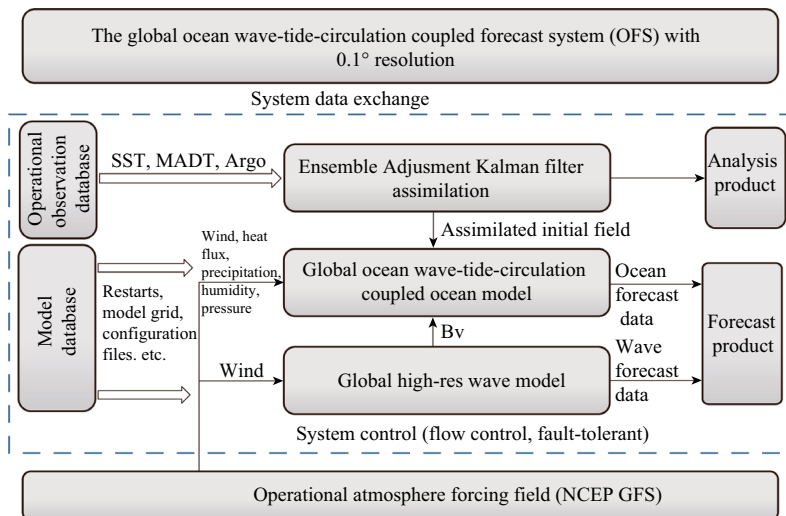 The global ocean wave-tide-circulation coupled forecast system (OFS) with
0.1° resolution
System data exchange
Operational
observation
database
SST, MADT, Argo
Ensemble Adjusment Kalman filter
assimilation
Analysis
product
Assimilated initial field
Model
database
Restarts,
model grid,
configuration
files. etc.
Wind, heat
flux,
precipitation,
humidity,
pressure
Global ocean wave-tide-circulation
coupled ocean model
Ocean
forecast
data
Bv
Wind
Global high-res wave model
Wave
forecast
data
Forecast
product
System control (flow control, fault-tolerant)
Operational atmosphere forcing field (NCEP GFS)